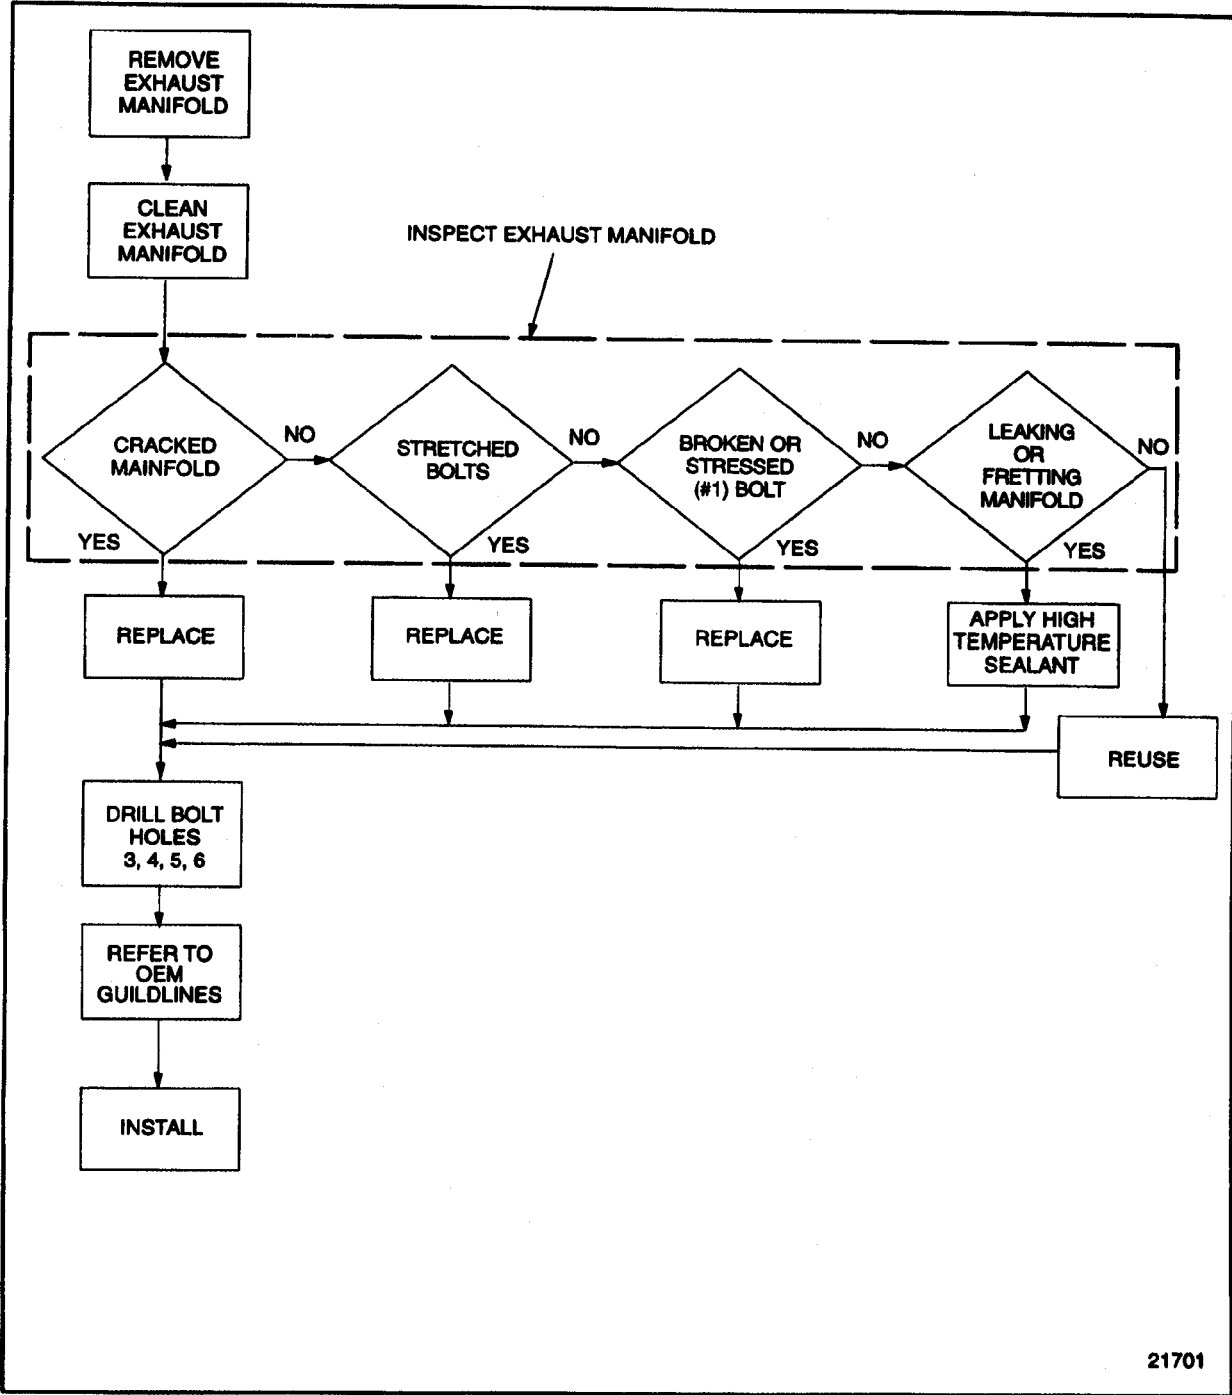 REMOVE
EXHAUST
MANIFOLD
CLEAN
EXHAUST
MANIFOLD
INSPECT EXHAUST MANIFOLD
CRACKED
MAINFOLD
NO
YES
STRETCHED
BOLTS
NO
YES
BROKEN OR
STRESSED
(#1) BOLT
NO
YES
LEAKING
OR
FRETTING
MANIFOLD
NO
YES
REPLACE
REPLACE
REPLACE
APPLY HIGH
TEMPERATURE
SEALANT
REUSE
DRILL BOLT
HOLES
3, 4, 5, 6
REFER TO
OEM
GUILDLINES
INSTALL
21701